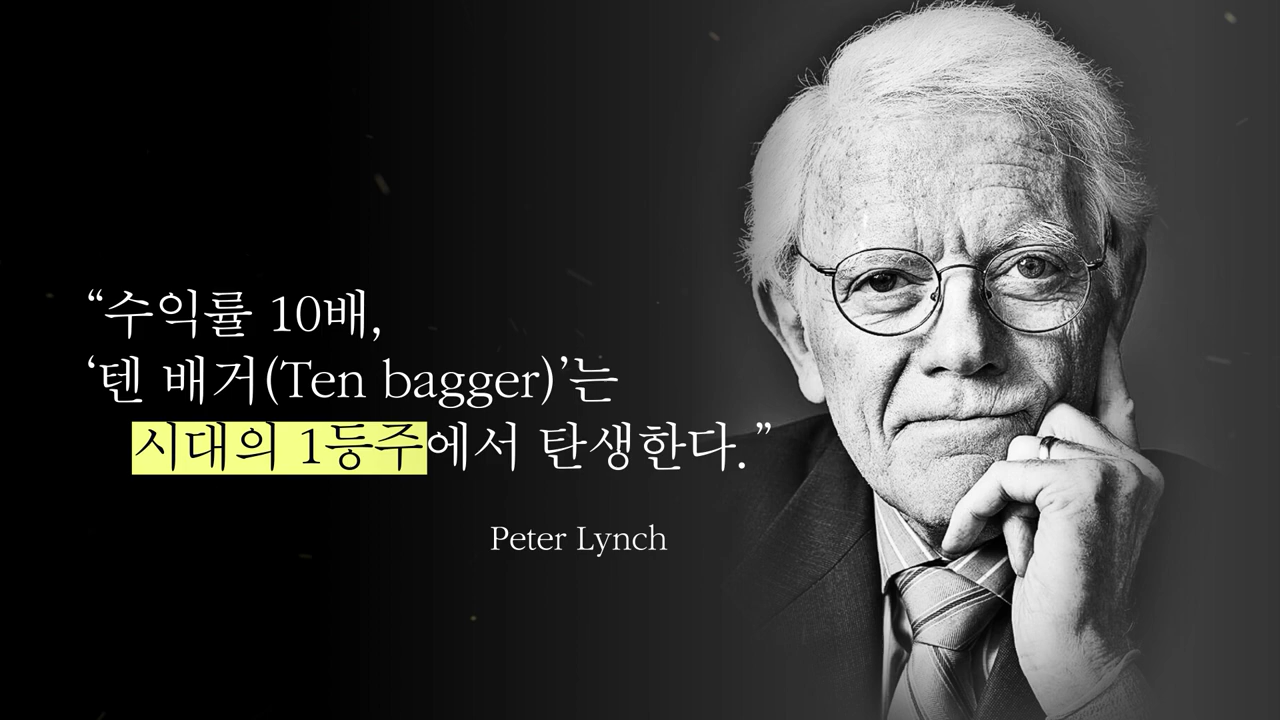 “수익률 10배,
‘텐 배거(Ten bagger)’는
시대의 1등주에서 탄생한다.”
Peter Lynch